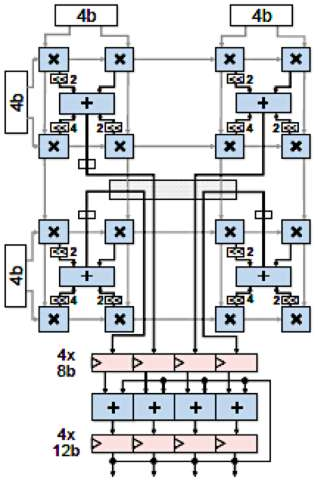 4b 4b
× ×  × ×
<< 2  << 2
4b + +
<< 4 2 <<  << 4 2 <<
× ×  × ×
× ×  × ×
<< 2  << 2
4b + +
<< 4 2 <<  << 4 2 <<
× ×  × ×
4x
8b
+ + + +
4x
12b